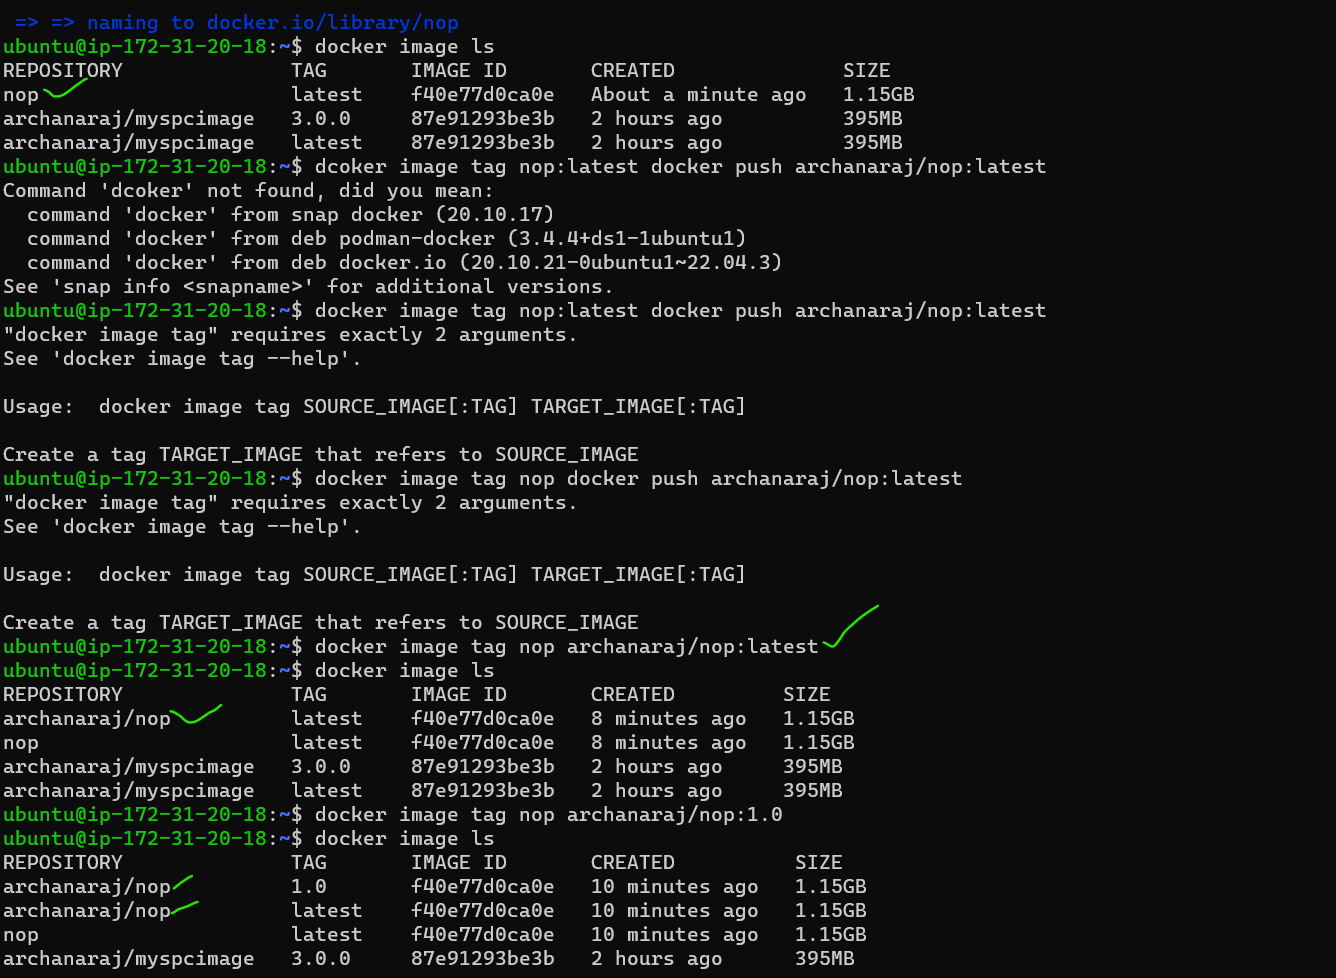 => => naming to docker.io/library/nop
ubuntu@ip-172-31-20-18:~$ docker image ls
REPOSITORY              TAG       IMAGE ID       CREATED              SIZE
nop                     latest    f40e77d0ca0e   About a minute ago   1.15GB
archanaraj/myspcimage   3.0.0     87e91293be3b   2 hours ago          395MB
archanaraj/myspcimage   latest    87e91293be3b   2 hours ago          395MB
ubuntu@ip-172-31-20-18:~$ dcoker image tag nop:latest docker push archanaraj/nop:latest
Command 'dcoker' not found, did you mean:
  command 'docker' from snap docker (20.10.17)
  command 'docker' from deb podman-docker (3.4.4+ds1-1ubuntu1)
  command 'docker' from deb docker.io (20.10.21-0ubuntu1~22.04.3)
See 'snap info <snapname>' for additional versions.
ubuntu@ip-172-31-20-18:~$ docker image tag nop:latest docker push archanaraj/nop:latest
"docker image tag" requires exactly 2 arguments.
See 'docker image tag --help'.
Usage:  docker image tag SOURCE_IMAGE[:TAG] TARGET_IMAGE[:TAG]
Create a tag TARGET_IMAGE that refers to SOURCE_IMAGE
ubuntu@ip-172-31-20-18:~$ docker image tag nop docker push archanaraj/nop:latest
"docker image tag" requires exactly 2 arguments.
See 'docker image tag --help'.
Usage:  docker image tag SOURCE_IMAGE[:TAG] TARGET_IMAGE[:TAG]
Create a tag TARGET_IMAGE that refers to SOURCE_IMAGE
ubuntu@ip-172-31-20-18:~$ docker image tag nop archanaraj/nop:latest
ubuntu@ip-172-31-20-18:~$ docker image ls
REPOSITORY              TAG       IMAGE ID       CREATED         SIZE
archanaraj/nop          latest    f40e77d0ca0e   8 minutes ago   1.15GB
nop                     latest    f40e77d0ca0e   8 minutes ago   1.15GB
archanaraj/myspcimage   3.0.0     87e91293be3b   2 hours ago     395MB
archanaraj/myspcimage   latest    87e91293be3b   2 hours ago     395MB
ubuntu@ip-172-31-20-18:~$ docker image tag nop archanaraj/nop:1.0
ubuntu@ip-172-31-20-18:~$ docker image ls
REPOSITORY              TAG       IMAGE ID       CREATED          SIZE
archanaraj/nop          1.0       f40e77d0ca0e   10 minutes ago   1.15GB
archanaraj/nop          latest    f40e77d0ca0e   10 minutes ago   1.15GB
nop                     latest    f40e77d0ca0e   10 minutes ago   1.15GB
archanaraj/myspcimage   3.0.0     87e91293be3b   2 hours ago      395MB